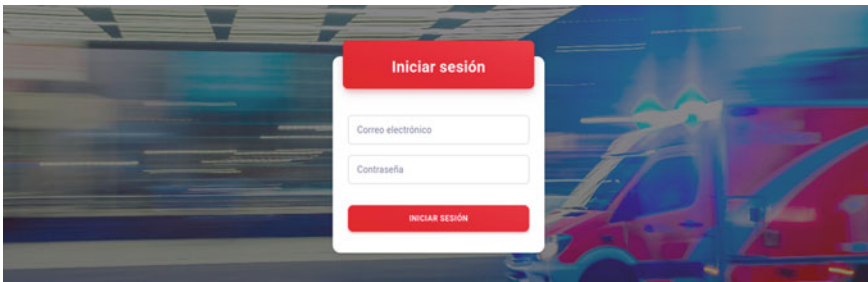 Iniciar sesión
Correo electrónico
Contraseña
INICIAR SESIÓN